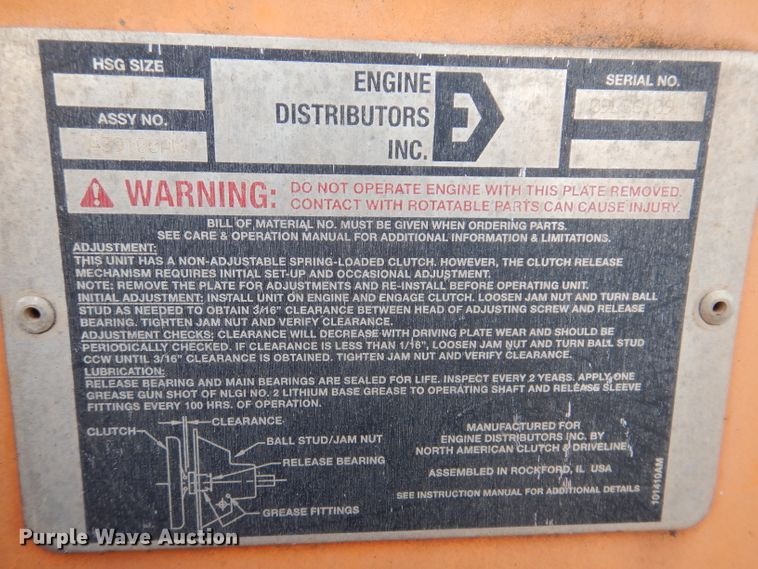 HSG SIZE
ASSY NO.
ENGINE
DISTRIBUTORS
INC.
SERIAL NO.
WARNING:
DO NOT OPERATE ENGINE WITH THIS PLATE REMOVED.
CONTACT WITH ROTATABLE PARTS CAN CAUSE INJURY.
BILL OF MATERIAL NO. MUST BE GIVEN WHEN ORDERING PARTS.
SEE CARE & OPERATION MANUAL FOR ADDITIONAL INFORMATION & LIMITATIONS.
ADJUSTMENT:
THIS UNIT HAS A NON-ADJUSTABLE SPRING-LOADED CLUTCH. HOWEVER, THE CLUTCH RELEASE
MECHANISM REQUIRES INITIAL SET-UP AND OCCASIONAL ADJUSTMENT.
NOTE: REMOVE THE PLATE FOR ADJUSTMENTS AND RE-INSTALL BEFORE OPERATING UNIT.
INITIAL ADJUSTMENT: INSTALL UNIT ON ENGINE AND ENGAGE CLUTCH. LOOSEN JAM NUT AND TURN BALL
STUD AS NEEDED TO OBTAIN 3/16" CLEARANCE BETWEEN HEAD OF ADJUSTING SCREW AND RELEASE
BEARING. TIGHTEN JAM NUT AND VERIFY CLEARANCE.
ADJUSTMENT CHECKS: CLEARANCE WILL DECREASE WITH DRIVING PLATE WEAR AND SHOULD BE
PERIODICALLY CHECKED. IF CLEARANCE IS LESS THAN 1/16", LOOSEN JAM NUT AND TURN BALL STUD
CCW UNTIL 3/16" CLEARANCE IS OBTAINED. TIGHTEN JAM NUT AND VERIFY CLEARANCE.
LUBRICATION:
RELEASE BEARING AND MAIN BEARINGS ARE SEALED FOR LIFE. INSPECT EVERY 2 YEARS. APPLY ONE
GREASE GUN SHOT OF NLGI NO. 2 LITHIUM BASE GREASE TO OPERATING SHAFT AND RELEASE SLEEVE
FITTINGS EVERY 100 HRS. OF OPERATION.
CLEARANCE
CLUTCH
BALL STUD/JAM NUT
RELEASE BEARING
GREASE FITTINGS
MANUFACTURED FOR
ENGINE DISTRIBUTORS INC. BY
NORTH AMERICAN CLUTCH & DRIVELINE
ASSEMBLED IN ROCKFORD, IL USA
SEE INSTRUCTION MANUAL FOR ADDITIONAL DETAILS
101410AM
Purple Wave Auction